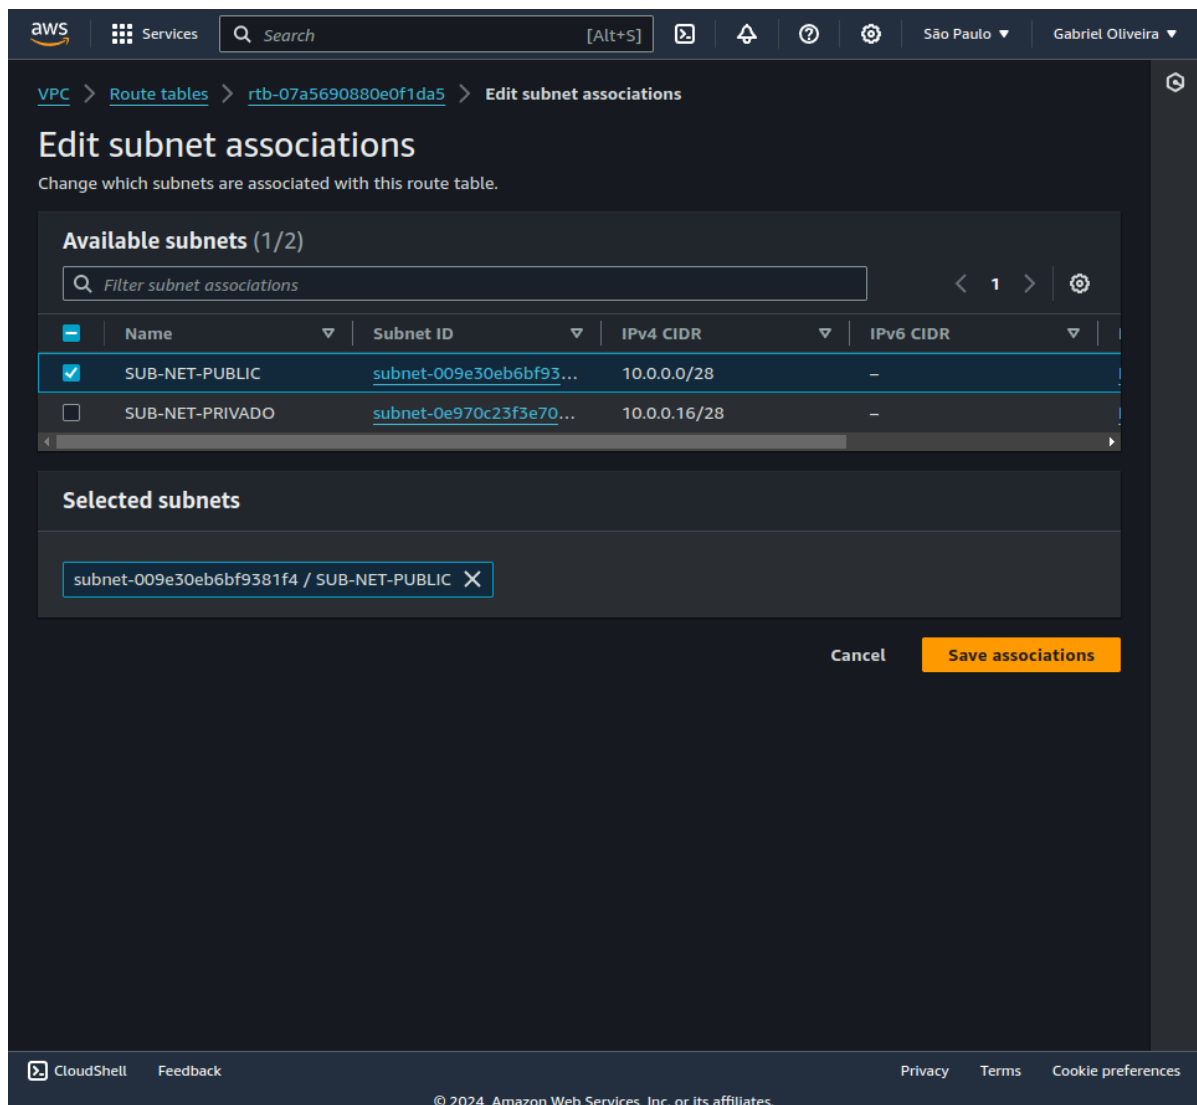 aws Services Search [Alt+S] São Paulo ▼ Gabriel Oliveira ▼
VPC > Route tables > rtb-07a5690880e0f1da5 > Edit subnet associations
Edit subnet associations
Change which subnets are associated with this route table.
Available subnets (1/2)
Filter subnet associations < 1 >
Name Subnet ID IPv4 CIDR IPv6 CIDR
SUB-NET-PUBLIC subnet-009e30eb6bf93... 10.0.0.0/28 –
SUB-NET-PRIVADO subnet-0e970c23f3e70... 10.0.0.16/28 –
Selected subnets
subnet-009e30eb6bf9381f4 / SUB-NET-PUBLIC
Cancel Save associations
CloudShell Feedback Privacy Terms Cookie preferences
© 2024, Amazon Web Services, Inc. or its affiliates.